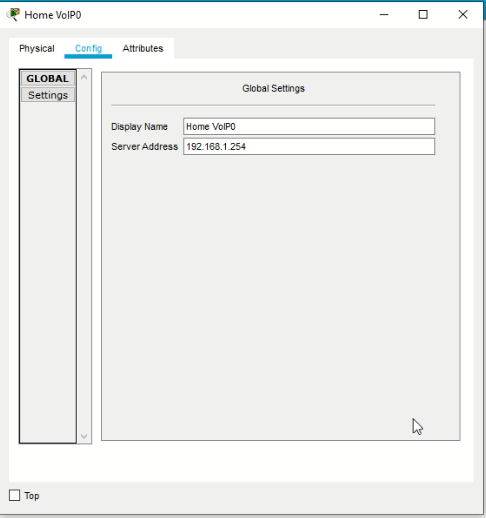 Home VoIP0
Physical Config Attributes
GLOBAL
Settings
Global Settings
Display Name Home VoIP0
Server Address 192.168.1.254
Top